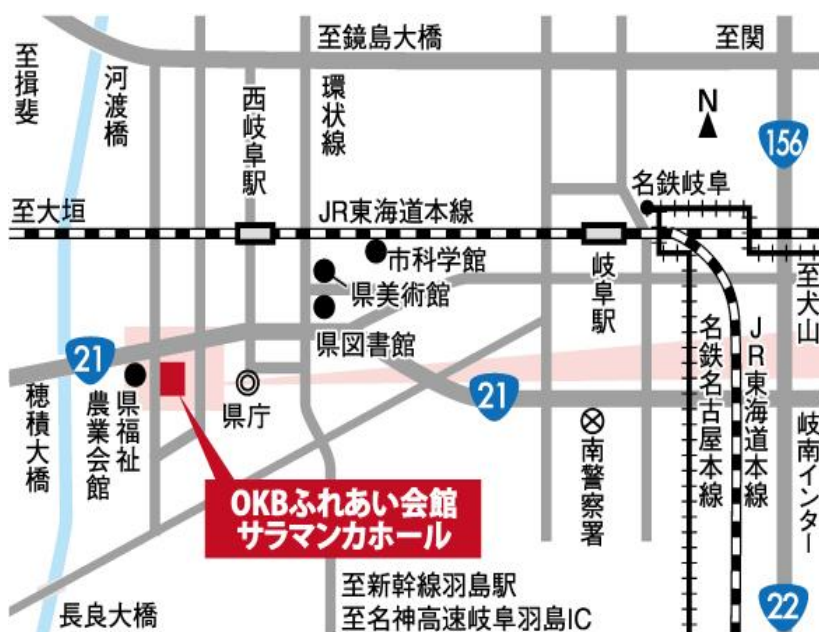 至鏡島大橋
至関
至揖斐
河渡橋
西岐阜駅
環状線
N
156
名鉄岐阜
至大垣
JR東海道本線
市科学館
県美術館
県図書館
岐阜駅
至犬山
名鉄名古屋本線
JR東海道本線
21
穂積大橋
県福祉
農業会館
県庁
21
南警察署
岐南インター
OKBふれあい会館
サラマンカホール
至新幹線羽島駅
至名神高速岐阜羽島IC
長良大橋
22